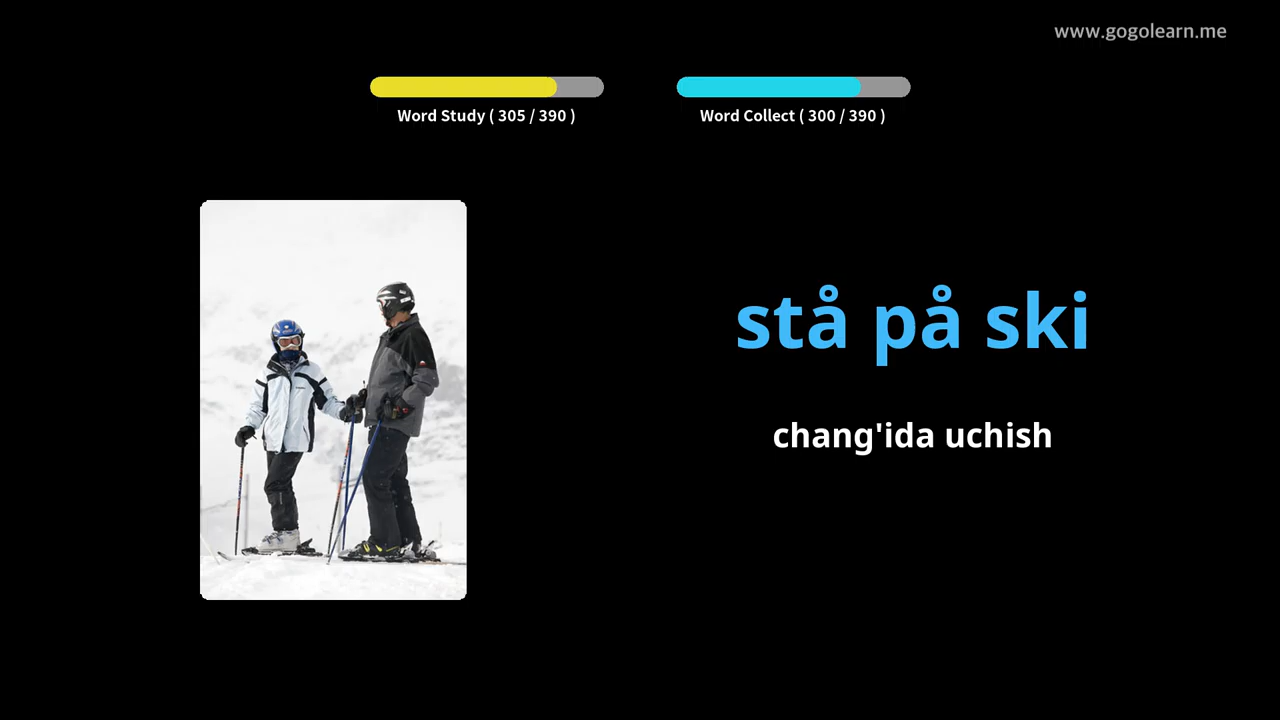 www.gogolearn.me
Word Study ( 305 / 390 )
Word Collect ( 300 / 390 )
stå på ski
chang'ida uchish